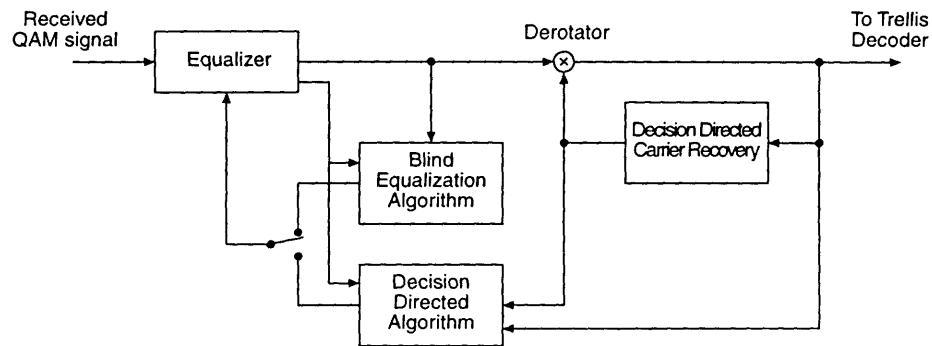 Received
QAM signal
Equalizer
Derotator
To Trellis
Decoder
×
Decision Directed
Carrier Recovery
Blind
Equalization
Algorithm
Decision
Directed
Algorithm